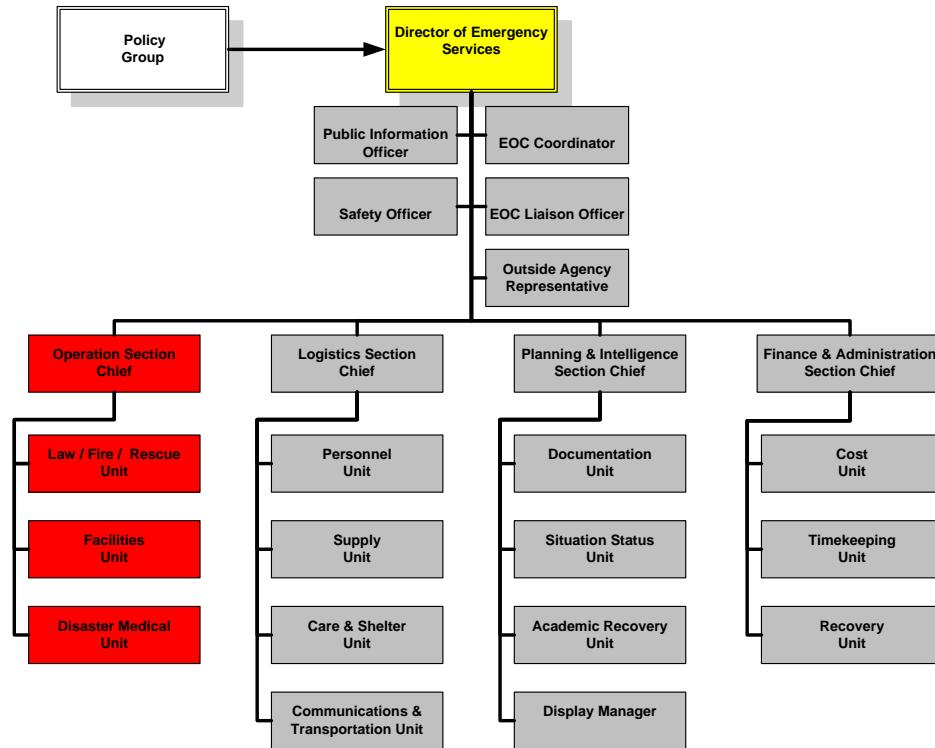 Policy
Group
Director of Emergency
Services
Public Information
Officer
EOC Coordinator
Safety Officer
EOC Liaison Officer
Outside Agency
Representative
Operation Section
Chief
Logistics Section
Chief
Planning & Intelligence
Section Chief
Finance & Administration
Section Chief
Law / Fire / Rescue
Unit
Personnel
Unit
Documentation
Unit
Cost
Unit
Facilities
Unit
Supply
Unit
Situation Status
Unit
Timekeeping
Unit
Disaster Medical
Unit
Care & Shelter
Unit
Academic Recovery
Unit
Recovery
Unit
Communications &
Transportation Unit
Display Manager